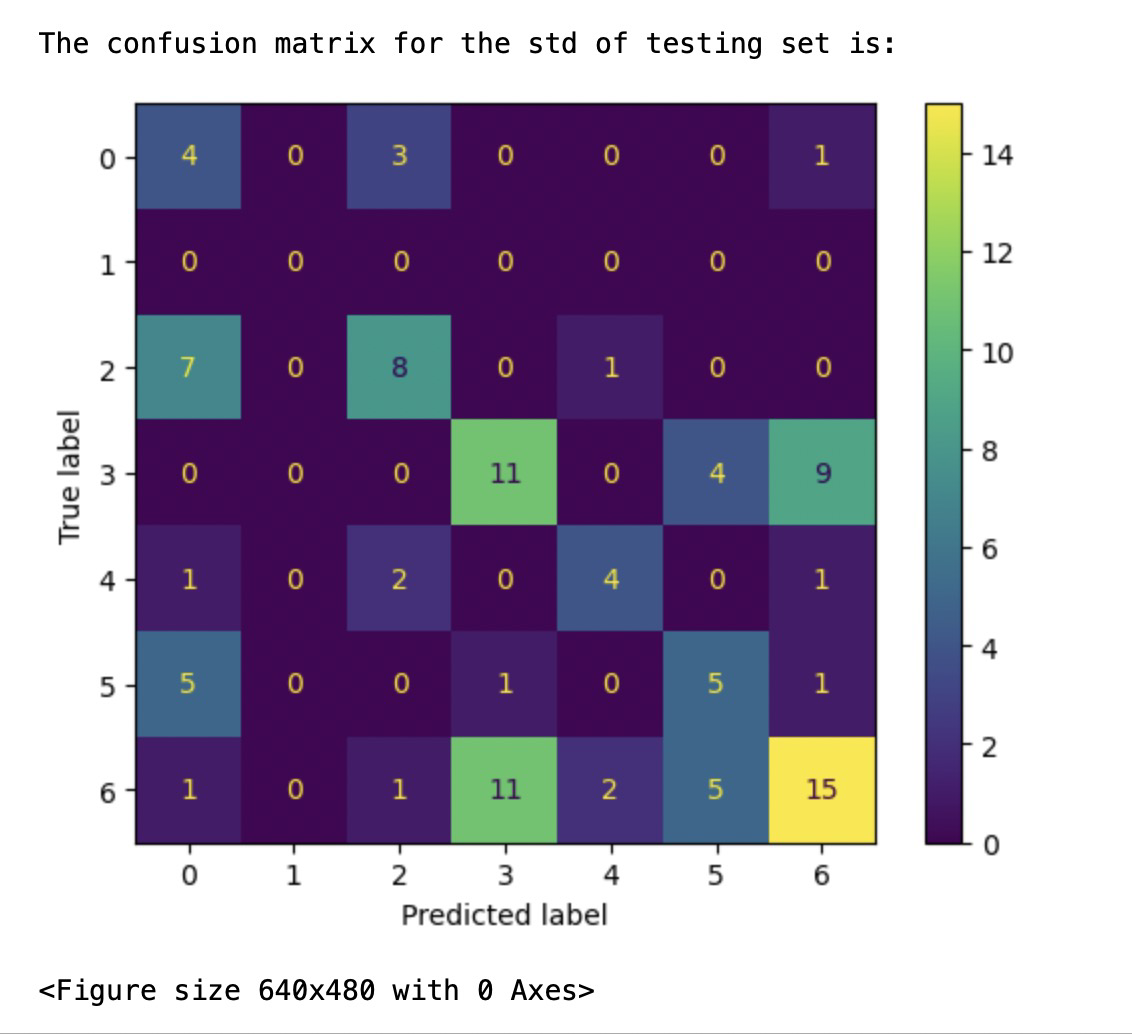 The confusion matrix for the std of testing set is:
0 4 0 3 0 0 0 1
1 0 0 0 0 0 0 0
2 7 0 8 0 1 0 0
3 0 0 0 11 0 4 9
4 1 0 2 0 4 0 1
5 5 0 0 1 0 5 1
6 1 0 1 11 2 5 15
0 1 2 3 4 5 6
Predicted label
True label
14
12
10
8
6
4
2
0
<Figure size 640x480 with 0 Axes>